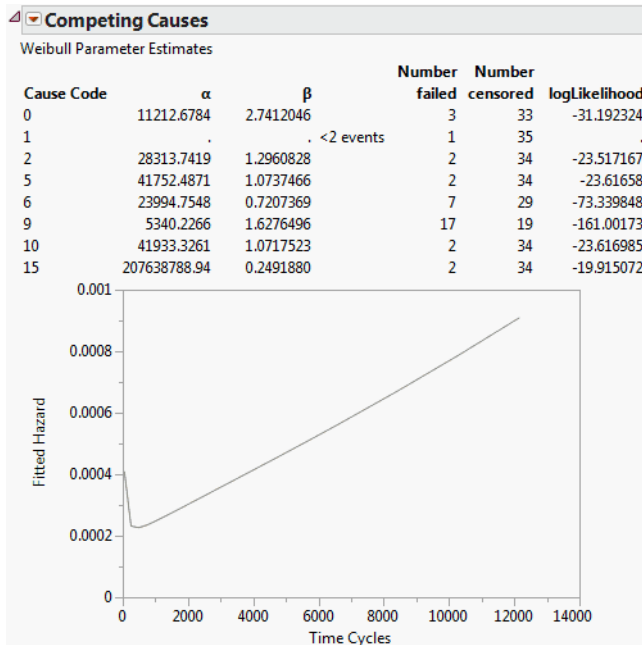 Competing Causes
Weibull Parameter Estimates
Number Number
Cause Code α β failed censored logLikelihood
0 11212.6784 2.7412046 3 33 -31.192324
1 . . <2 events 1 35 .
2 28313.7419 1.2960828 2 34 -23.517167
5 41752.4871 1.0737466 2 34 -23.61658
6 23994.7548 0.7207369 7 29 -73.339848
9 5340.2266 1.6276496 17 19 -161.00173
10 41933.3261 1.0717523 2 34 -23.616985
15 207638788.94 0.2491880 2 34 -19.915072
0.001
0.0008
0.0006
0.0004
0.0002
0
Fitted Hazard
0 2000 4000 6000 8000 10000 12000 14000
Time Cycles